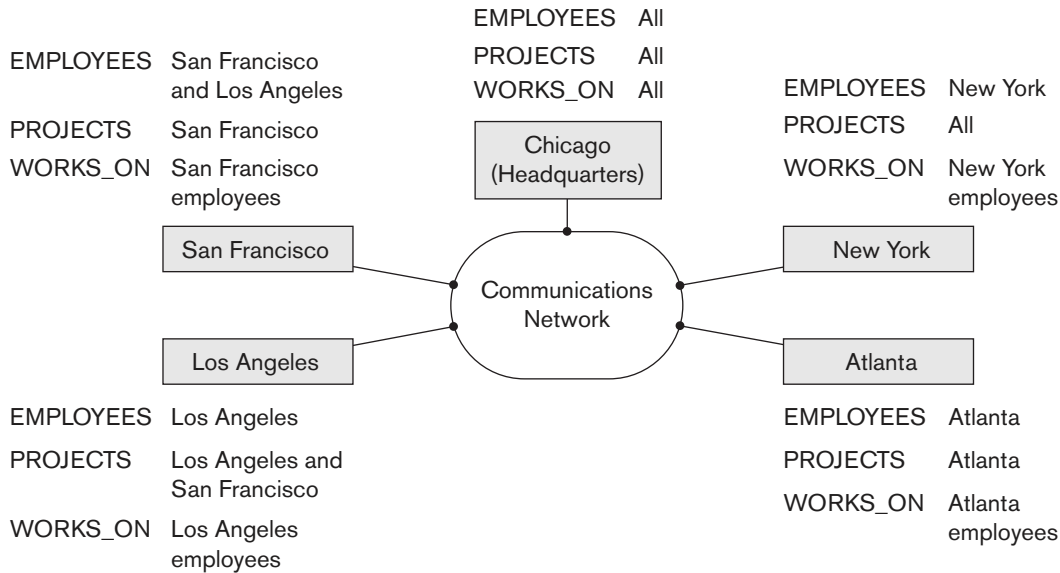 EMPLOYEES All
PROJECTS All
WORKS_ON All
Chicago
(Headquarters)
EMPLOYEES San Francisco
and Los Angeles
PROJECTS San Francisco
WORKS_ON San Francisco
employees
San Francisco
EMPLOYEES New York
PROJECTS All
WORKS_ON New York
employees
New York
Communications
Network
Los Angeles
EMPLOYEES Los Angeles
PROJECTS Los Angeles and
San Francisco
WORKS_ON Los Angeles
employees
Atlanta
EMPLOYEES Atlanta
PROJECTS Atlanta
WORKS_ON Atlanta
employees